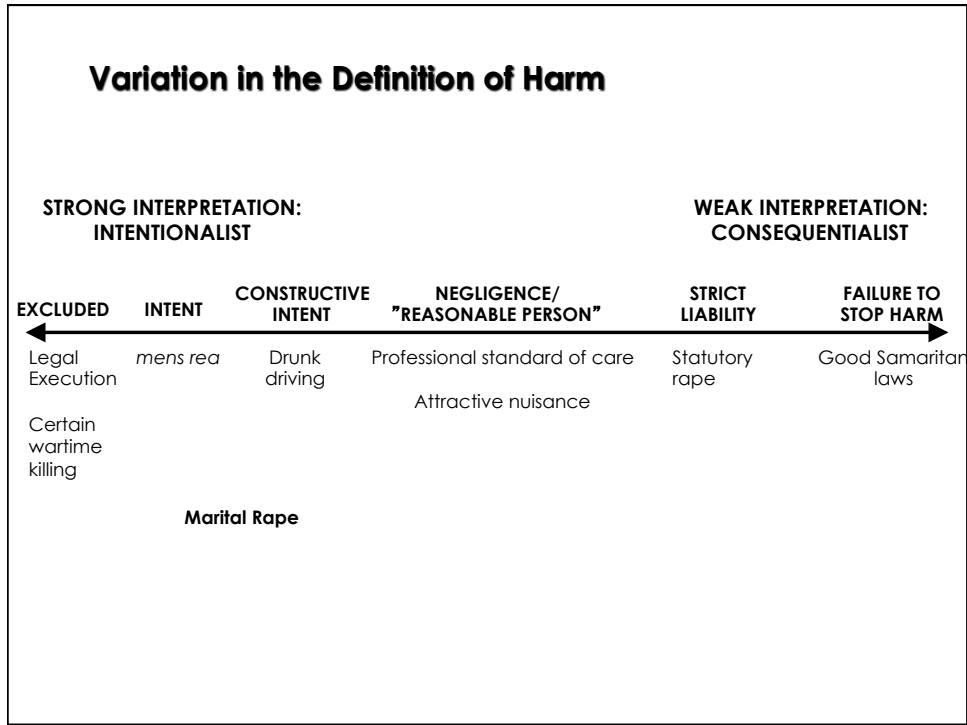 Variation in the Definition of Harm
STRONG INTERPRETATION:
INTENTIONALIST
WEAK INTERPRETATION:
CONSEQUENTIALIST
EXCLUDED
INTENT
CONSTRUCTIVE
INTENT
NEGLIGENCE/
”REASONABLE PERSON”
STRICT
LIABILITY
FAILURE TO
STOP HARM
Legal
Execution
Certain
wartime
killing
mens rea
Drunk
driving
Professional standard of care
Attractive nuisance
Statutory
rape
Good Samaritan
laws
Marital Rape